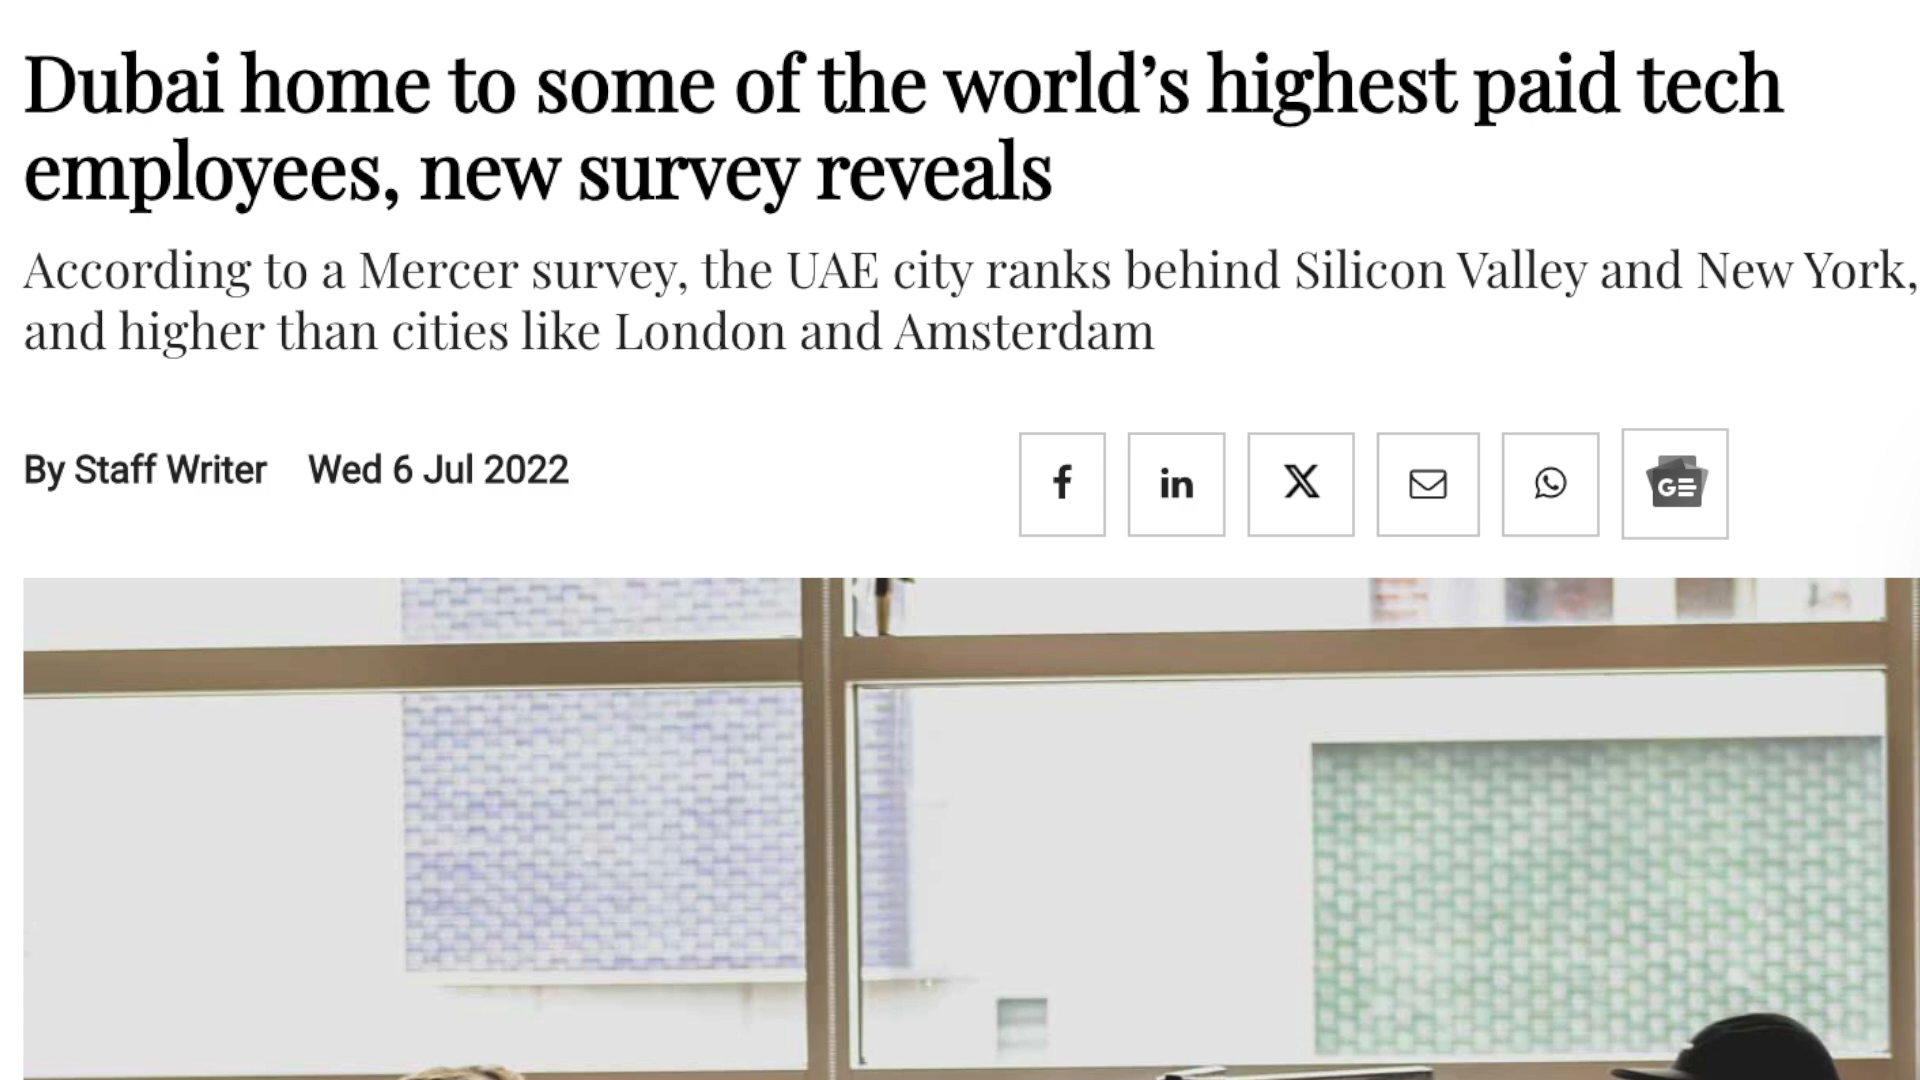 Dubai home to some of the world’s highest paid tech
employees, new survey reveals
According to a Mercer survey, the UAE city ranks behind Silicon Valley and New York,
and higher than cities like London and Amsterdam
By Staff Writer Wed 6 Jul 2022
f in X GE